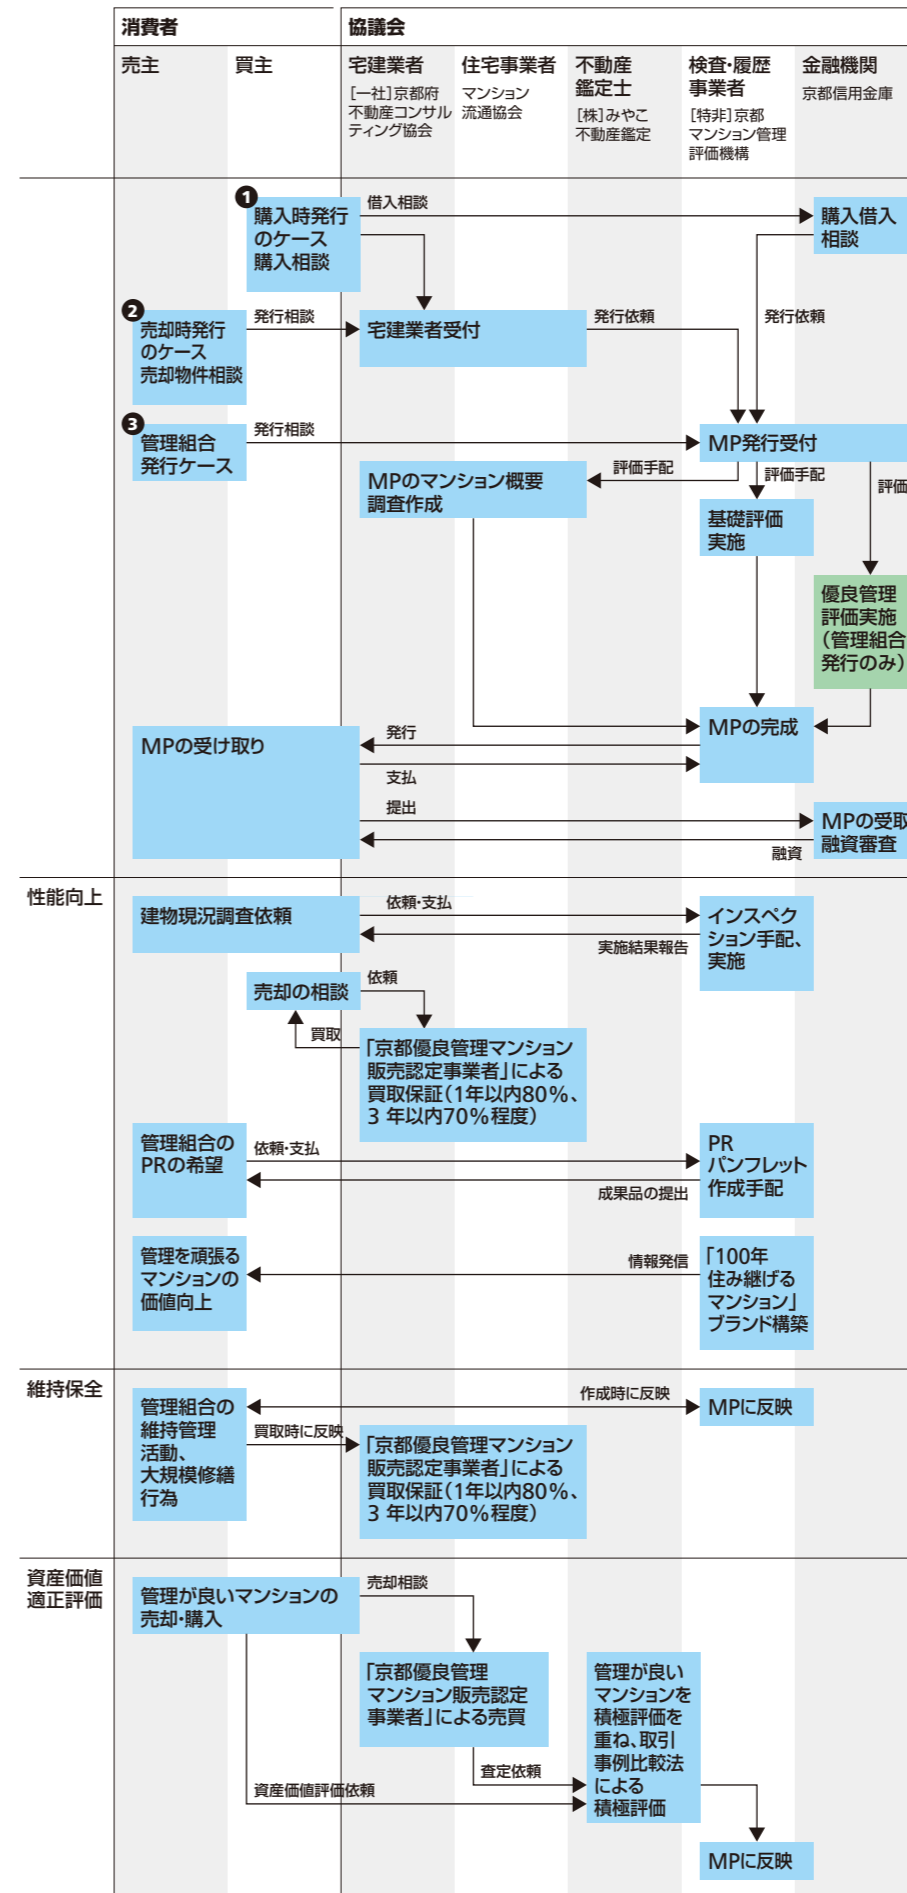 消費者
協議会
売主
買主
宅建業者
[一社]京都府
不動産コンサル
ティング協会
住宅事業者
マンション
流通協会
不動産
鑑定士
[株]みやこ
不動産鑑定
検査・履歴
事業者
[特非]京都
マンション管理
評価機構
金融機関
京都信用金庫
❶
購入時発行
のケース
購入相談
借入相談
購入借入
相談
❷
売却時発行
のケース
売却物件相談
発行相談
宅建業者受付
発行依頼
発行依頼
❸
管理組合
発行ケース
発行相談
MP発行受付
MPのマンション概要
調査作成
評価手配
評価手配
評価
基礎評価
実施
優良管理
評価実施
(管理組合
発行のみ)
MPの受け取り
発行
MPの完成
支払
提出
MPの受取
融資審査
融資
性能向上
建物現況調査依頼
依頼・支払
インスペク
ション手配、
実施
実施結果報告
売却の相談
依頼
買取
「京都優良管理マンション
販売認定事業者」による
買取保証(1年以内80%、
3 年以内70%程度)
管理組合の
PRの希望
依頼・支払
PR
パンフレット
作成手配
成果品の提出
管理を頑張る
マンションの
価値向上
情報発信
「100年
住み継げる
マンション」
ブランド構築
維持保全
管理組合の
維持管理
活動、
大規模修繕
行為
作成時に反映
MPに反映
買取時に反映
「京都優良管理マンション
販売認定事業者」による
買取保証(1年以内80%、
3 年以内70%程度)
資産価値
適正評価
管理が良いマンションの
売却・購入
売却相談
「京都優良管理
マンション販売認定
事業者」による売買
管理が良い
マンションを
積極評価を
重ね、取引
事例比較法
による
積極評価
査定依頼
資産価値評価依頼
MPに反映